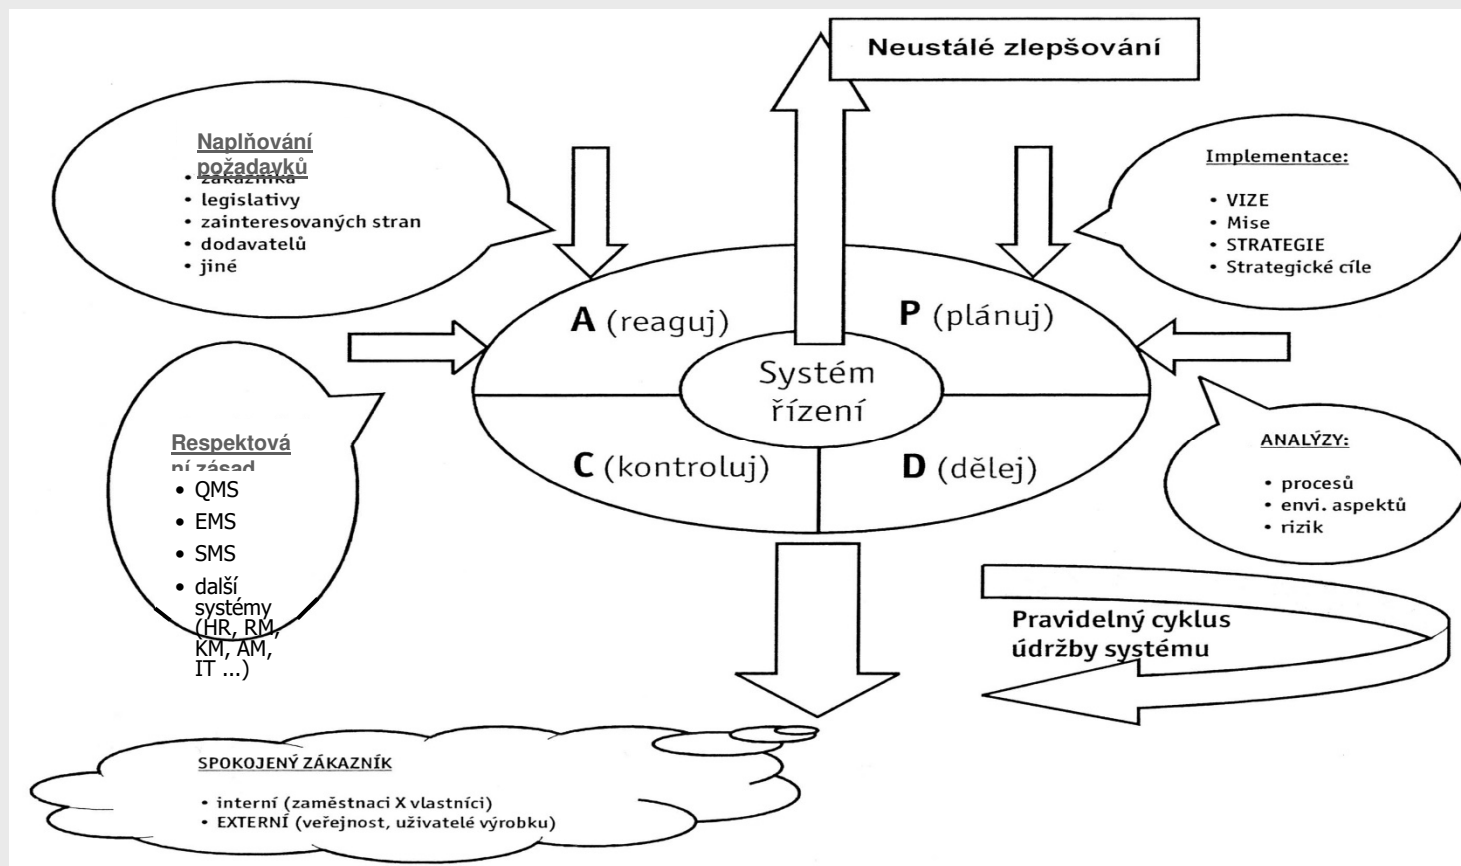 Neustálé zlepšování
Naplňování
požadavků
• zákazníka
• legislativy
• zainteresovaných stran
• dodavatelů
• jiné
Implementace:
• VIZE
• Mise
• STRATEGIE
• Strategické cíle
A (reaguj)
P (plánuj)
Systém
řízení
C (kontroluj)
D (dělej)
Respektová
ní zásad
• QMS
• EMS
• SMS
• další
systémy
(HR, RM,
KM, AM,
IT ...)
ANALÝZY:
• procesů
• envi. aspektů
• rizik
Pravidelný cyklus
údržby systému
SPOKOJENÝ ZÁKAZNÍK
• interní (zaměstnaci X vlastníci)
• EXTERNÍ (veřejnost, uživatelé výrobku)